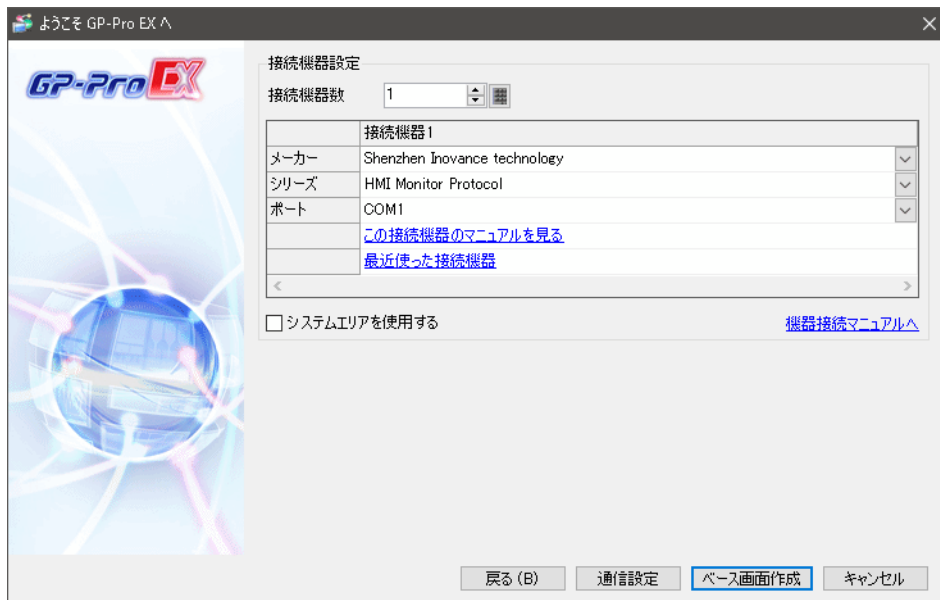 ようこそ GP-Pro EX へ
GP-Pro EX
接続機器設定
接続機器数 1
接続機器1
メーカー Shenzhen Inovance technology
シリーズ HMI Monitor Protocol
ポート COM1
この接続機器のマニュアルを見る
最近使った接続機器
システムエリアを使用する 機器接続マニュアルへ
戻る (B) 通信設定 ベース画面作成 キャンセル